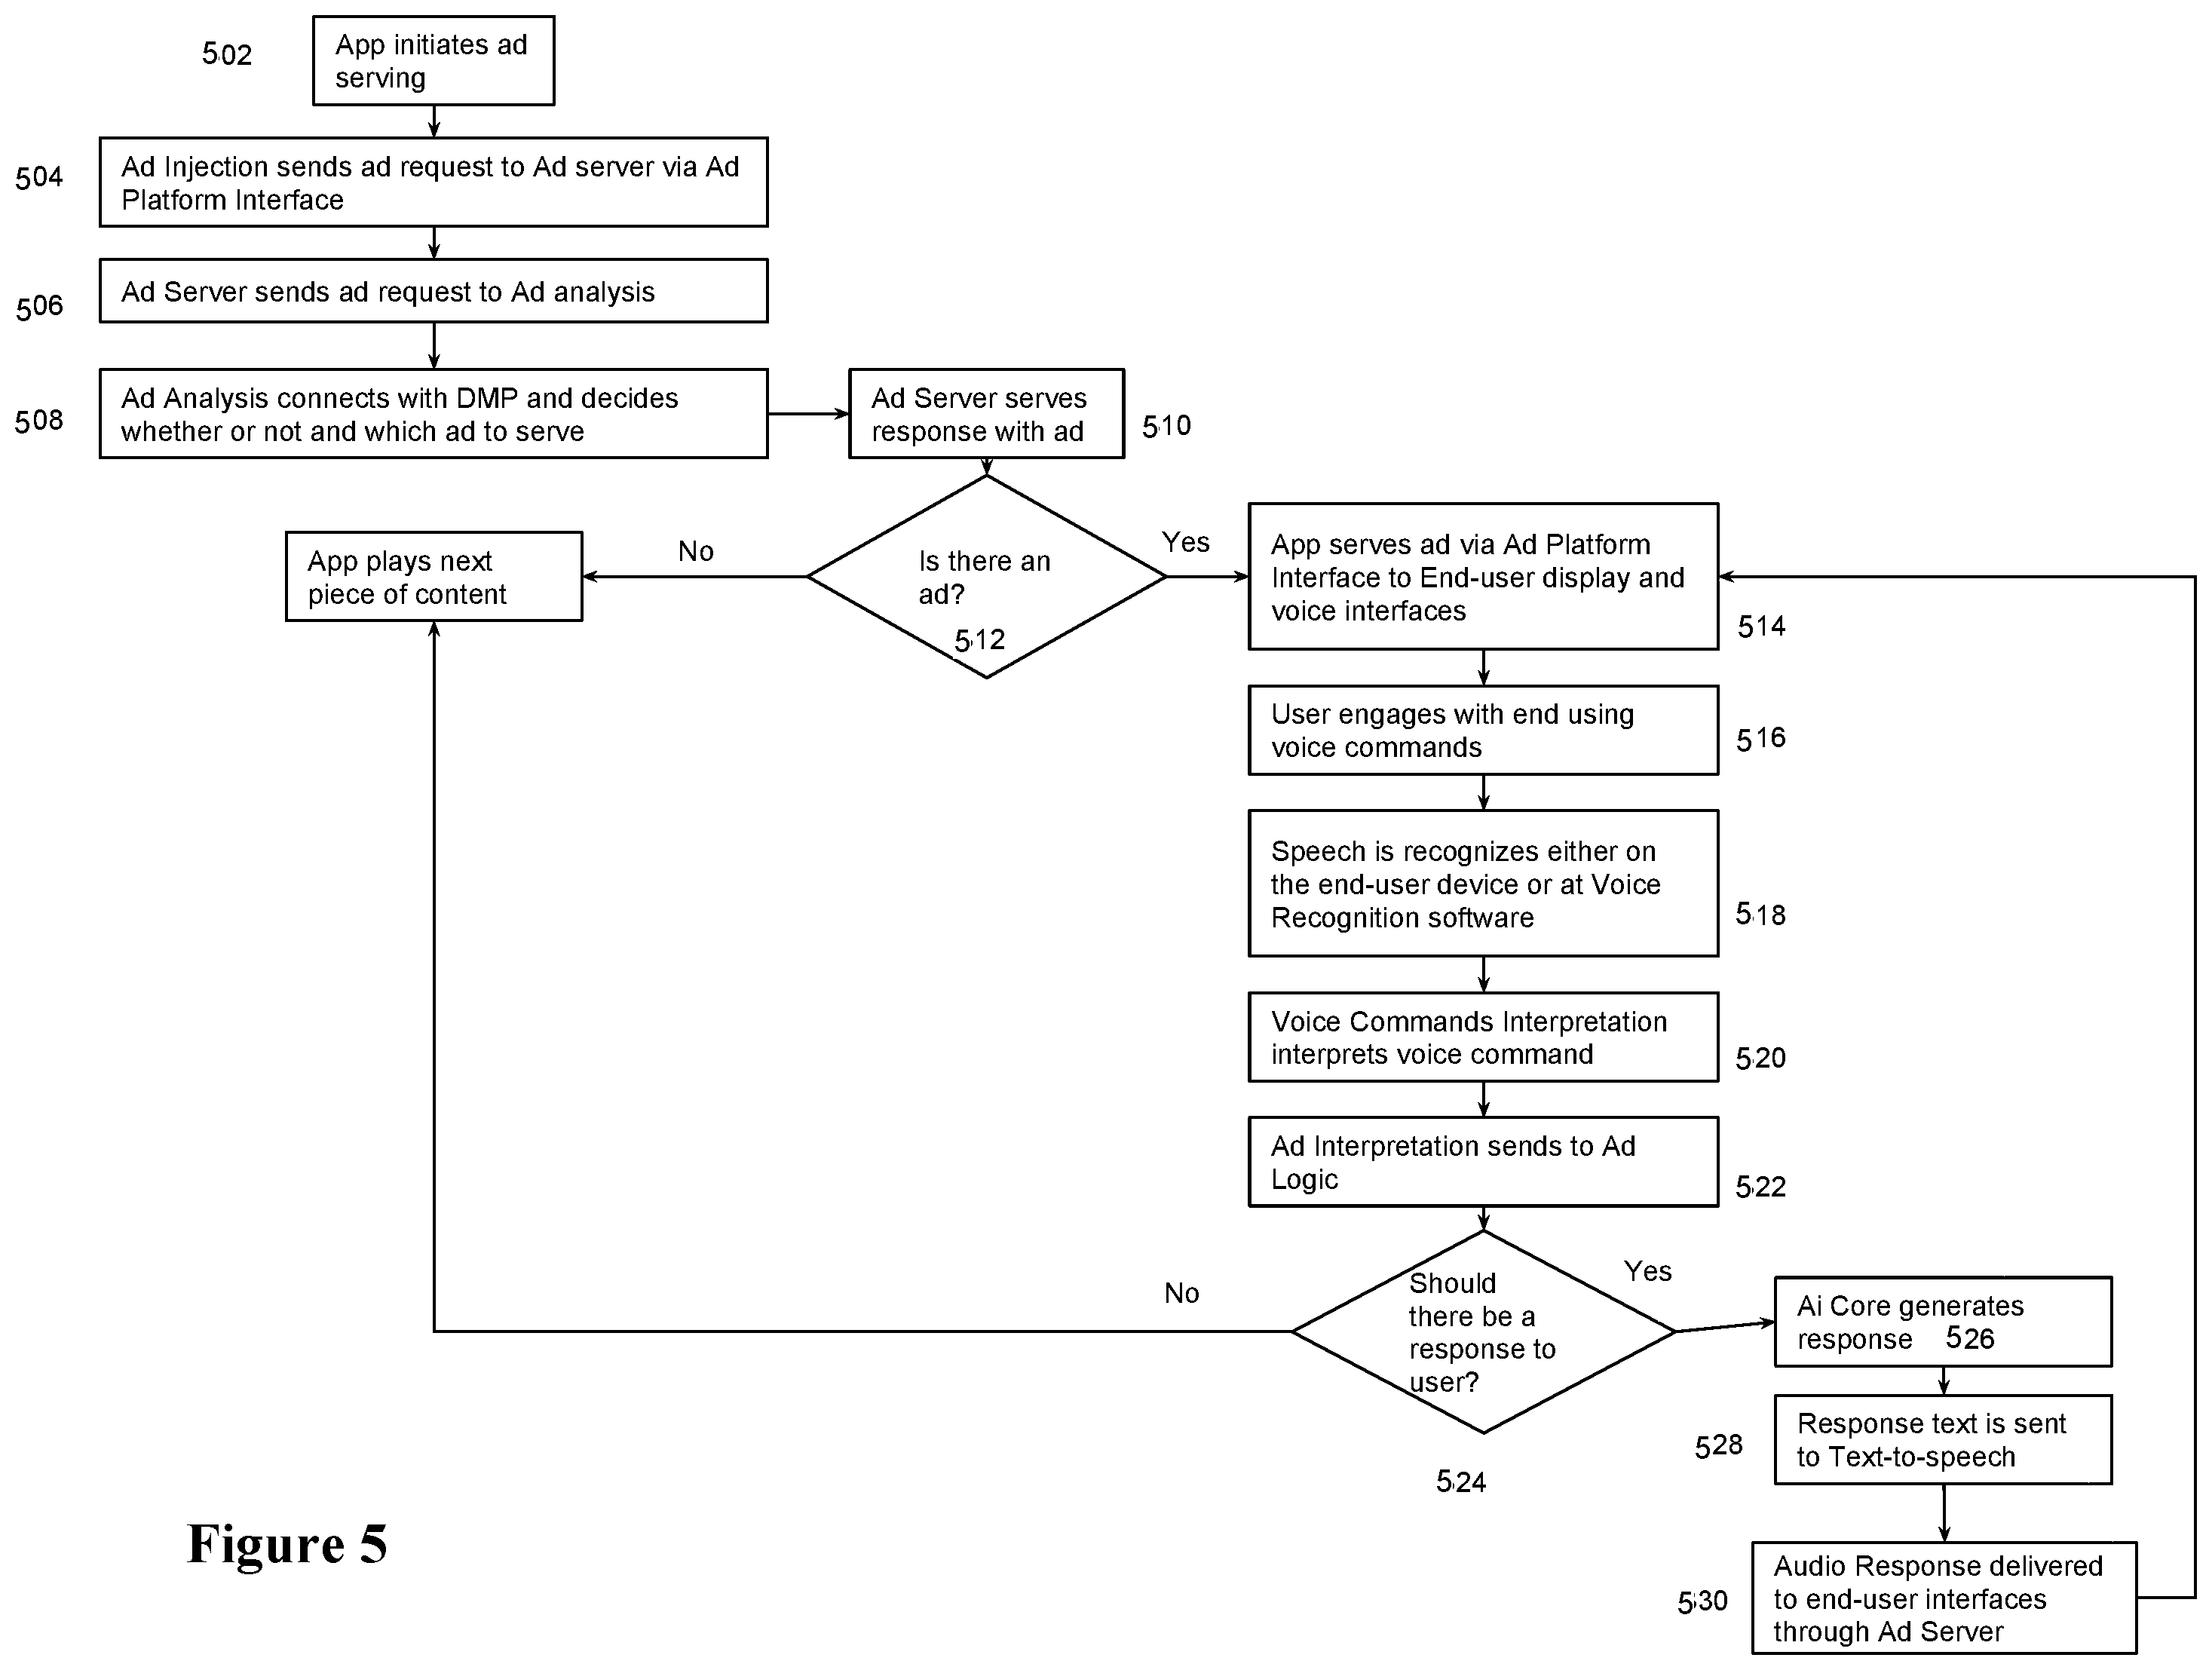 502
App initiates ad
serving
504
Ad Injection sends ad request to Ad server via Ad
Platform Interface
506
Ad Server sends ad request to Ad analysis
508
Ad Analysis connects with DMP and decides
whether or not and which ad to serve
Ad Server serves
response with ad
510
App plays next
piece of content
No
Is there an
ad?
512
Yes
App serves ad via Ad Platform
Interface to End-user display and
voice interfaces
514
User engages with end using
voice commands
516
Speech is recognizes either on
the end-user device or at Voice
Recognition software
518
Voice Commands Interpretation
interprets voice command
520
Ad Interpretation sends to Ad
Logic
522
No
Should
there be a
response to
user?
524
Yes
Ai Core generates
response 526
528
Response text is sent
to Text-to-speech
530
Audio Response delivered
to end-user interfaces
through Ad Server
Figure 5